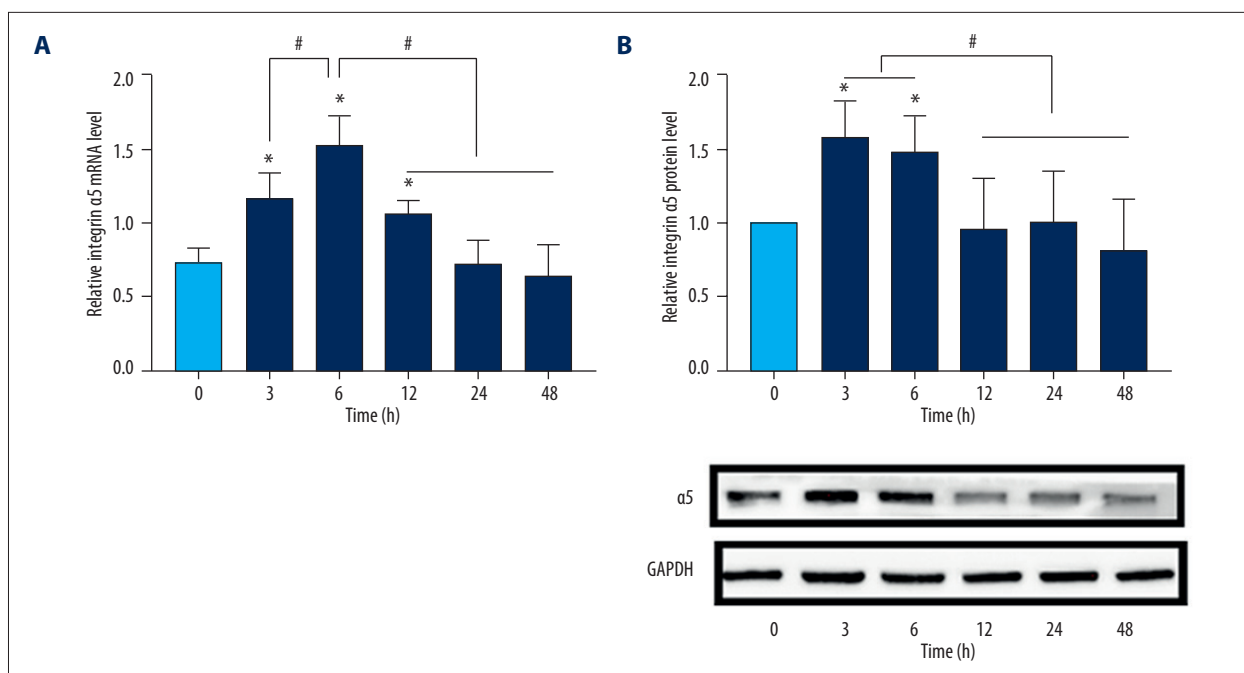 A
#
#
2.0
1.5
1.0
0.5
0.0
Relative integrin α5 mRNA level
*
*
*
0 3 6 12 24 48
Time (h)
B
#
2.0
1.5
1.0
0.5
0.0
Relative integrin α5 protein level
*
*
0 3 6 12 24 48
Time (h)
α5
GAPDH
0 3 6 12 24 48
Time (h)